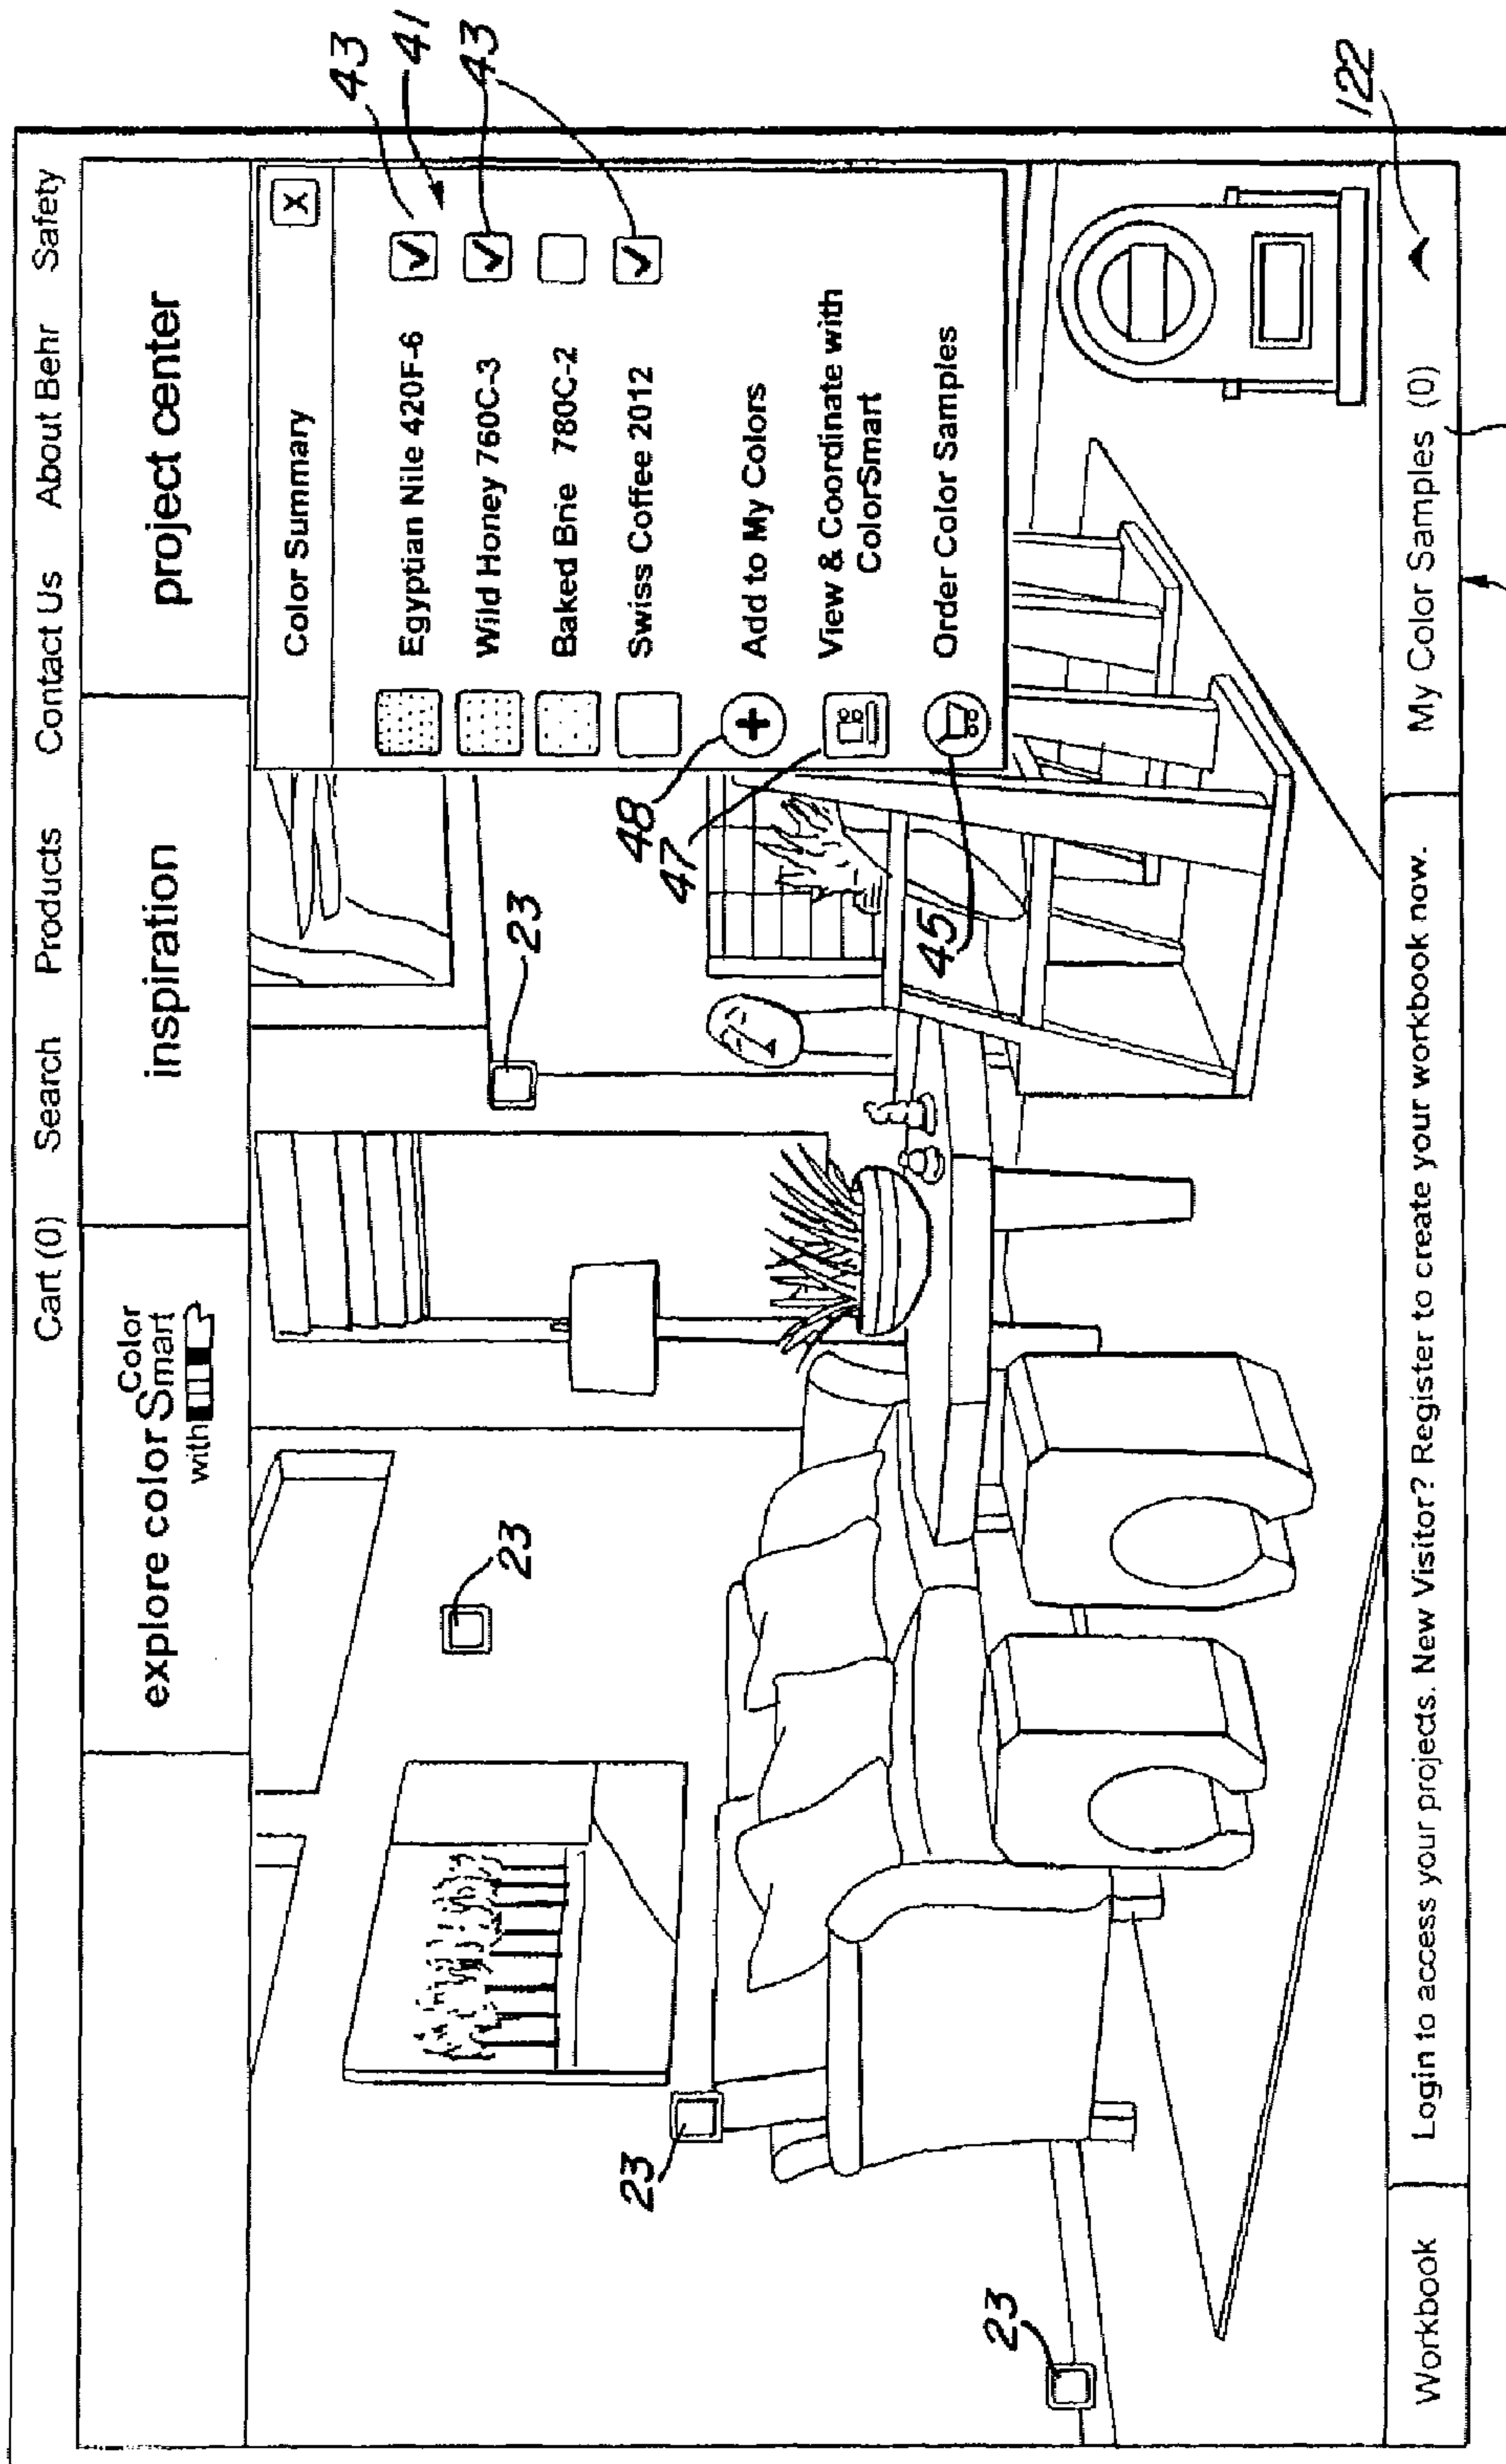 Cart (0) Search Products Contact Us About Behr Safety
explore color
with
Color
Smart
inspiration
project center
Color Summary X
Egyptian Nile 420F-6
Wild Honey 760C-3
Baked Brie 780C-2
Swiss Coffee 2012
Add to My Colors
View & Coordinate with
ColorSmart
Order Color Samples
43
41
43
48
47
45
23
23
23
23
122
Workbook
Login to access your projects. New Visitor? Register to create your workbook now.
My Color Samples (0)